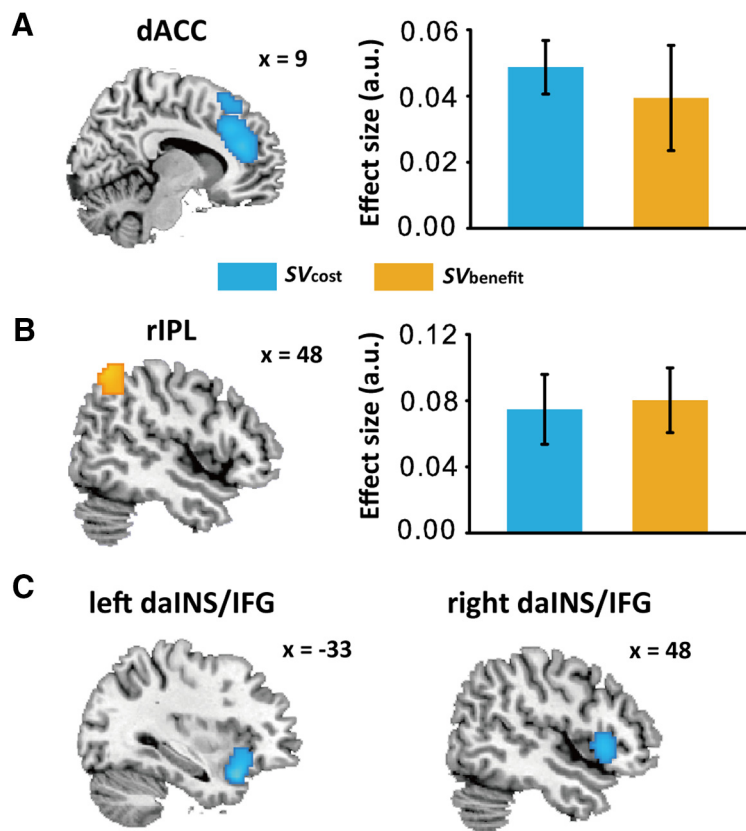 A
dACC
x = 9
Effect size (a.u.)
0.06
0.04
0.02
0.00
SVcost
SVbenefit
B
rIPL
x = 48
Effect size (a.u.)
0.12
0.08
0.04
0.00
C
left daINS/IFG
x = -33
right daINS/IFG
x = 48